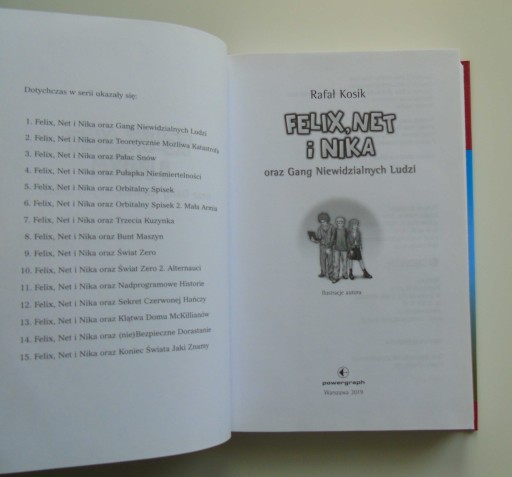 Dotychczas w serii ukazały się:
1. Felix, Net i Nika oraz Gang Niewidzialnych Ludzi
2. Felix, Net i Nika oraz Teoretycznie Możliwa Katastrofa
3. Felix, Net i Nika oraz Pałac Snów
4. Felix, Net i Nika oraz Pułapka Nieśmiertelności
5. Felix, Net i Nika oraz Orbitalny Spisek
6. Felix, Net i Nika oraz Orbitalny Spisek 2. Mała Armia
7. Felix, Net i Nika oraz Trzecia Kuzynka
8. Felix, Net i Nika oraz Bunt Maszyn
9. Felix, Net i Nika oraz Świat Zero
10. Felix, Net i Nika oraz Świat Zero 2. Alternauci
11. Felix, Net i Nika oraz Nadprogramowe Historie
12. Felix, Net i Nika oraz Sekret Czerwonej Hańczy
13. Felix, Net i Nika oraz Klątwa Domu McKillianów
14. Felix, Net i Nika oraz (nie)Bezpieczne Dorastanie
15. Felix, Net i Nika oraz Koniec Świata Jaki Znamy
Rafał Kosik
FELIX, NET
i NIKA
oraz Gang Niewidzialnych Ludzi
Ilustracje autora
powergraph
Warszawa 2019